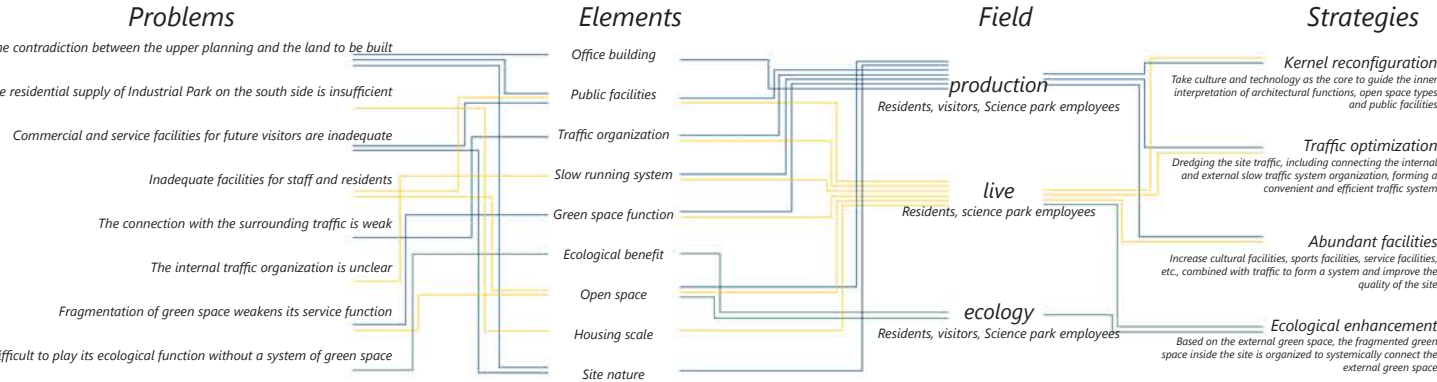 Problems
Elements
Field
Strategies
contradiction between the upper planning and the land to be built
residential supply of Industrial Park on the south side is insufficient
Commercial and service facilities for future visitors are inadequate
Inadequate facilities for staff and residents
The connection with the surrounding traffic is weak
The internal traffic organization is unclear
Fragmentation of green space weakens its service function
to play its ecological function without a system of green space
Office building
Public facilities
Traffic organization
Slow running system
Green space function
Ecological benefit
Open space
Housing scale
Site nature
production
Residents, visitors, Science park employees
live
Residents, science park employees
ecology
Residents, visitors, Science park employees
Kernel reconfiguration
Take culture and technology as the core to guide the inner
interpretation of architectural functions, open space types
and public facilities
Traffic optimization
Dredging the site traffic, including connecting the internal
and external slow traffic system organization, forming a
convenient and efficient traffic system
Abundant facilities
Increase cultural facilities, sports facilities, service facilities,
etc., combined with traffic to form a system and improve the
quality of the site
Ecological enhancement
Based on the external green space, the fragmented green
space inside the site is organized to systemically connect the
external green space